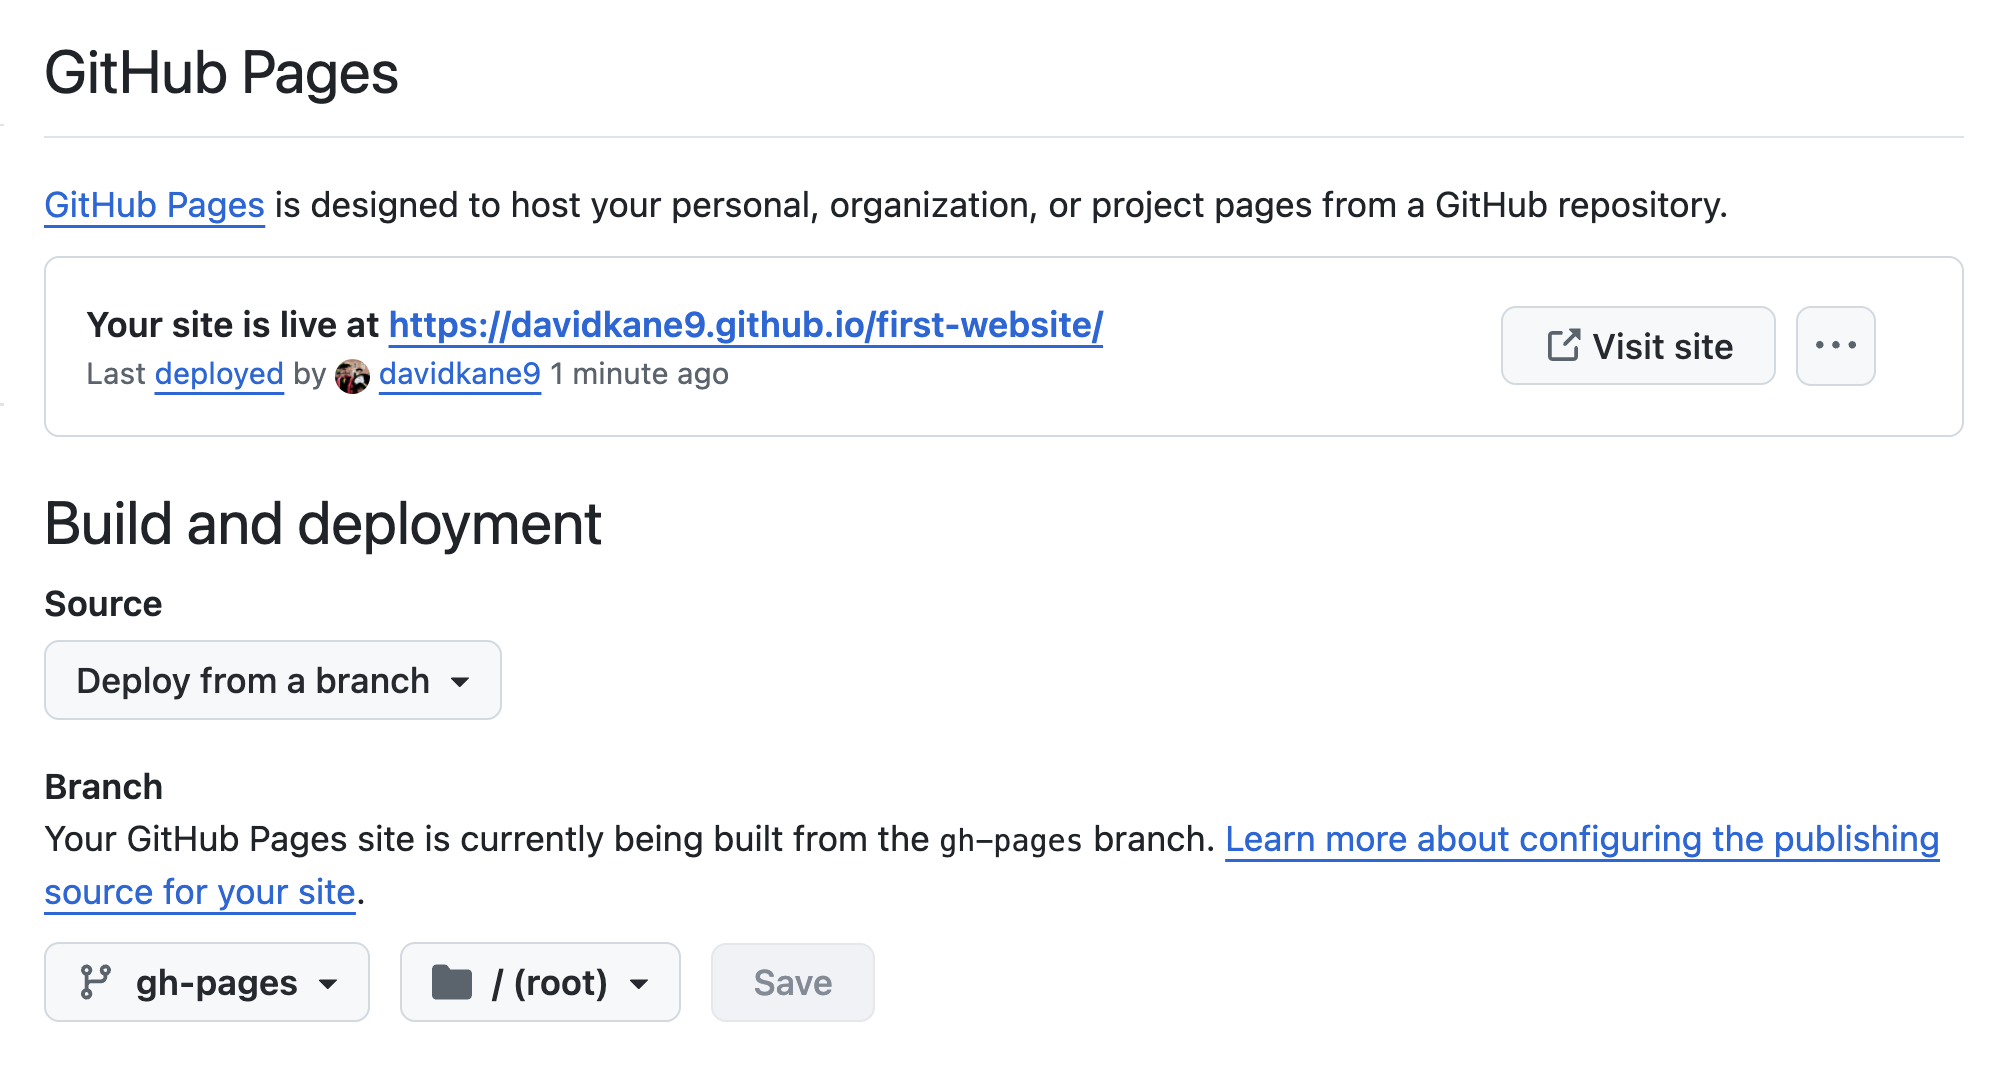 GitHub Pages
GitHub Pages is designed to host your personal, organization, or project pages from a GitHub repository.
Your site is live at https://davidkane9.github.io/first-website/
Last deployed by davidkane9 1 minute ago
Visit site
Build and deployment
Source
Deploy from a branch
Branch
Your GitHub Pages site is currently being built from the gh-pages branch. Learn more about configuring the publishing
source for your site.
gh-pages
/ (root)
Save